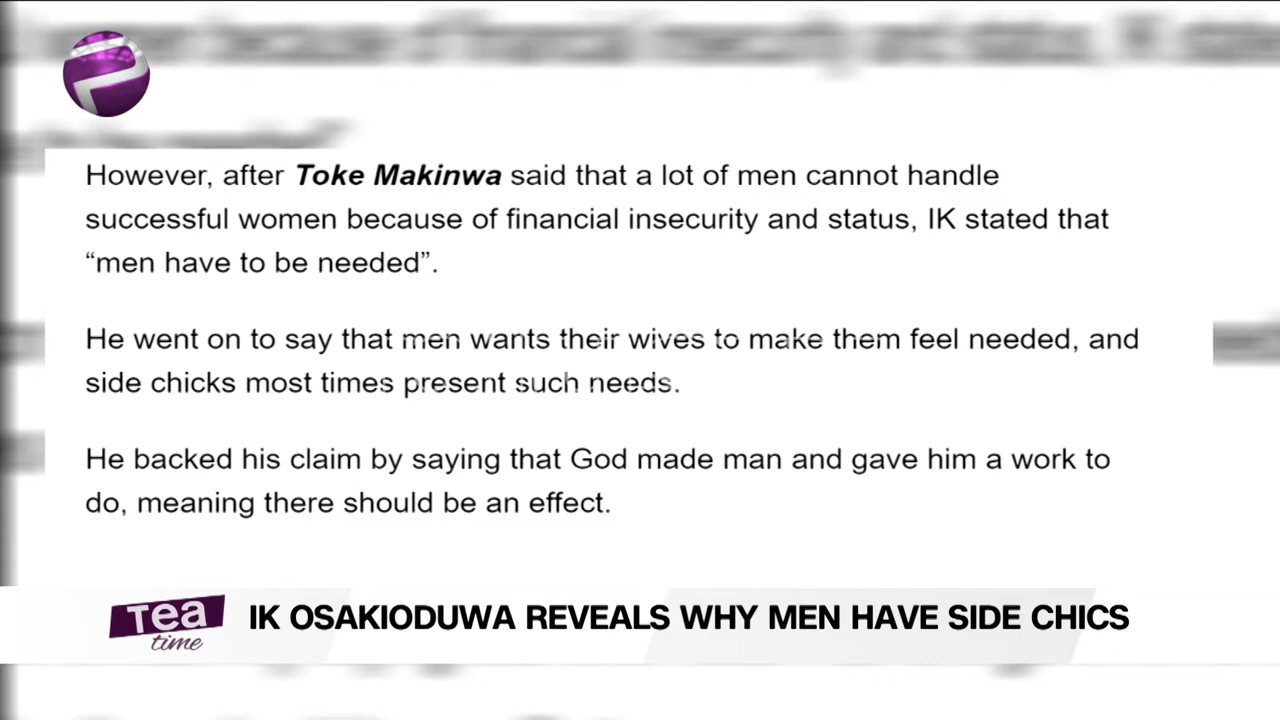 However, after Toke Makinwa said that a lot of men cannot handle
successful women because of financial insecurity and status, IK stated that
“men have to be needed”.
He went on to say that men wants their wives to make them feel needed, and
side chicks most times present such needs.
He backed his claim by saying that God made man and gave him a work to
do, meaning there should be an effect.
Tea
time
IK OSAKIODUWA REVEALS WHY MEN HAVE SIDE CHICS